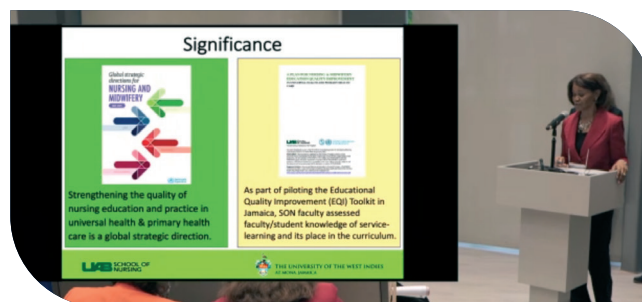 Significance
Global strategic
directions for
NURSING AND
MIDWIFERY
Strengthening the quality of
nursing education and practice in
universal health & primary health
care is a global strategic direction.
As part of piloting the Educational
Quality Improvement (EQI) Toolkit in
Jamaica, SON faculty assessed
faculty/student knowledge of service-
learning and its place in the curriculum.
UAB SCHOOL OF
NURSING
THE UNIVERSITY OF THE WEST INDIES
AT MONA, JAMAICA